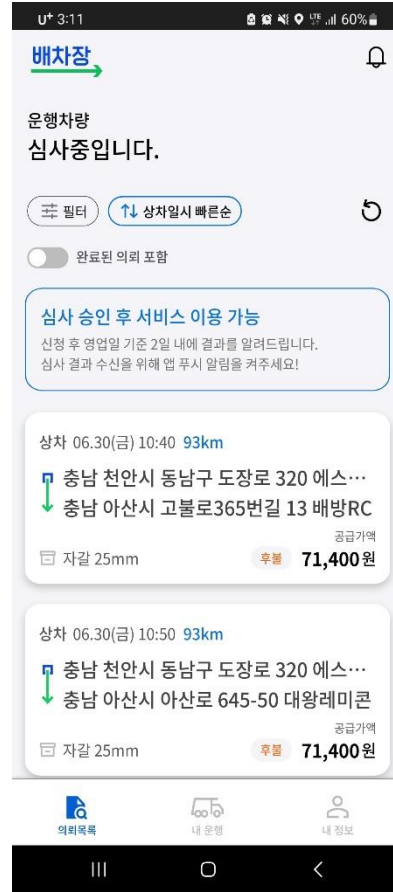 U+ 3:11 LTE 60%
배차장
운행차량
심사중입니다.
필터 상차일시 빠른순
완료된 의뢰 포함
심사 승인 후 서비스 이용 가능
신청 후 영업일 기준 2일 내에 결과를 알려드립니다.
심사 결과 수신을 위해 앱 푸시 알림을 켜주세요!
상차 06.30(금) 10:40 93km
충남 천안시 동남구 도장로 320 에스…
충남 아산시 고불로365번길 13 배방RC
공급가액
자갈 25mm 후불 71,400원
상차 06.30(금) 10:50 93km
충남 천안시 동남구 도장로 320 에스…
충남 아산시 아산로 645-50 대왕레미콘
공급가액
자갈 25mm 후불 71,400원
의뢰목록 내 운행 내 정보